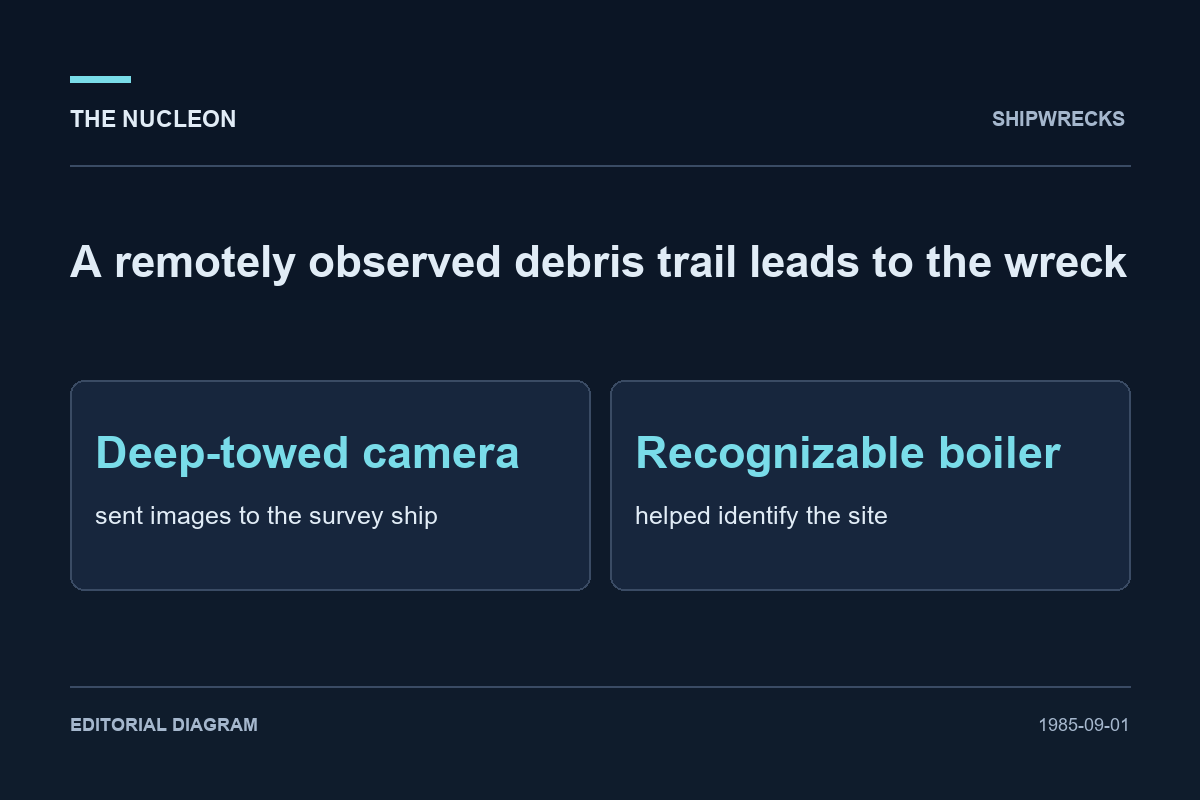 THE NUCLEON
SHIPWRECKS
A remotely observed debris trail leads to the wreck
Deep-towed camera
sent images to the survey ship
Recognizable boiler
helped identify the site
EDITORIAL DIAGRAM
1985-09-01